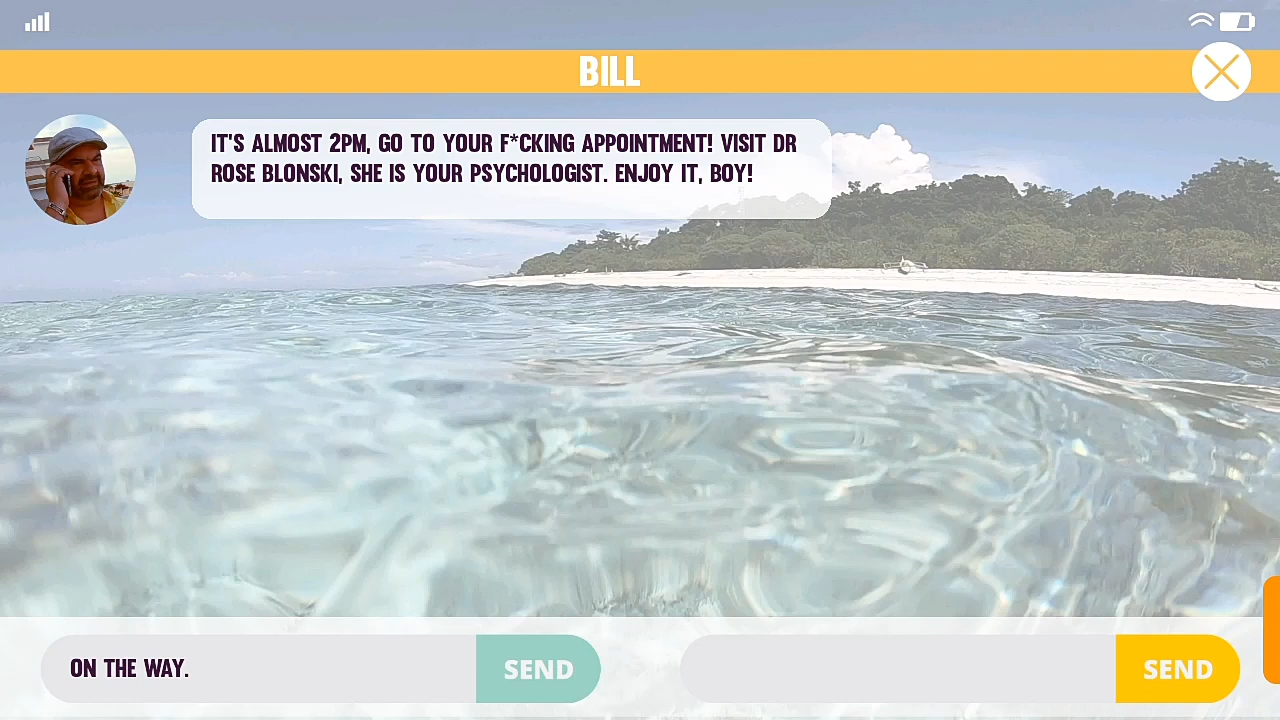 BILL
IT'S ALMOST 2PM, GO TO YOUR F*CKING APPOINTMENT! VISIT DR
ROSE BLONSKI, SHE IS YOUR PSYCHOLOGIST. ENJOY IT, BOY!
ON THE WAY.
SEND
SEND